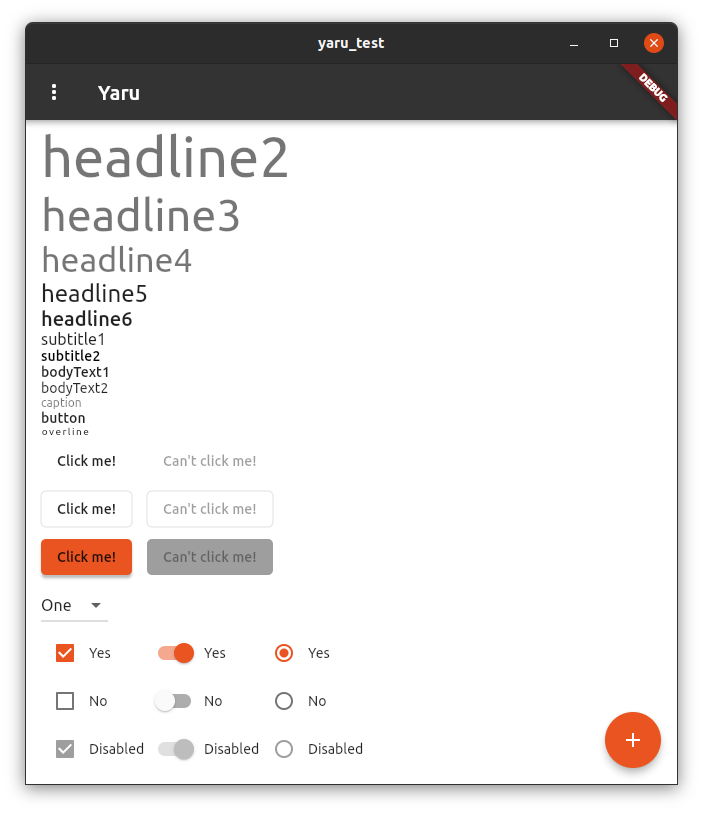 yaru_test
Yaru
DEBUG
headline2
headline3
headline4
headline5
headline6
subtitle1
subtitle2
bodyText1
bodyText2
caption
button
overline
Click me! Can't click me!
Click me! Can't click me!
Click me! Can't click me!
One
Yes Yes Yes
No No No
Disabled Disabled Disabled